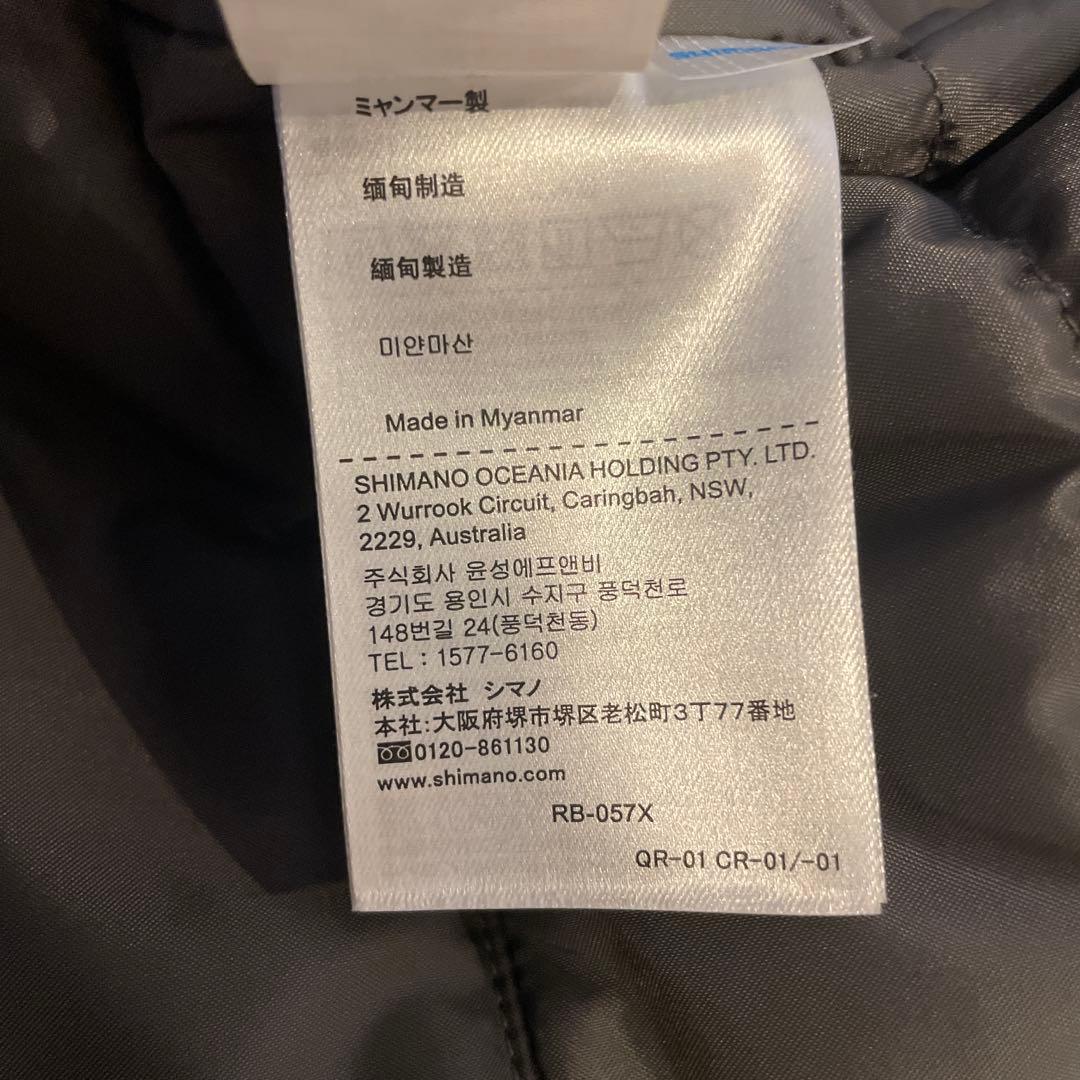 ミャンマー製
缅甸制造
緬甸製造
미얀마산
Made in Myanmar
SHIMANO OCEANIA HOLDING PTY. LTD.
2 Wurrook Circuit, Caringbah, NSW,
2229, Australia
주식회사 윤성에프앤비
경기도 용인시 수지구 풍덕천로
148번길 24(풍덕천동)
TEL : 1577-6160
株式会社 シマノ
本社:大阪府堺市堺区老松町3丁77番地
0120-861130
www.shimano.com
RB-057X
QR-01 CR-01/-01